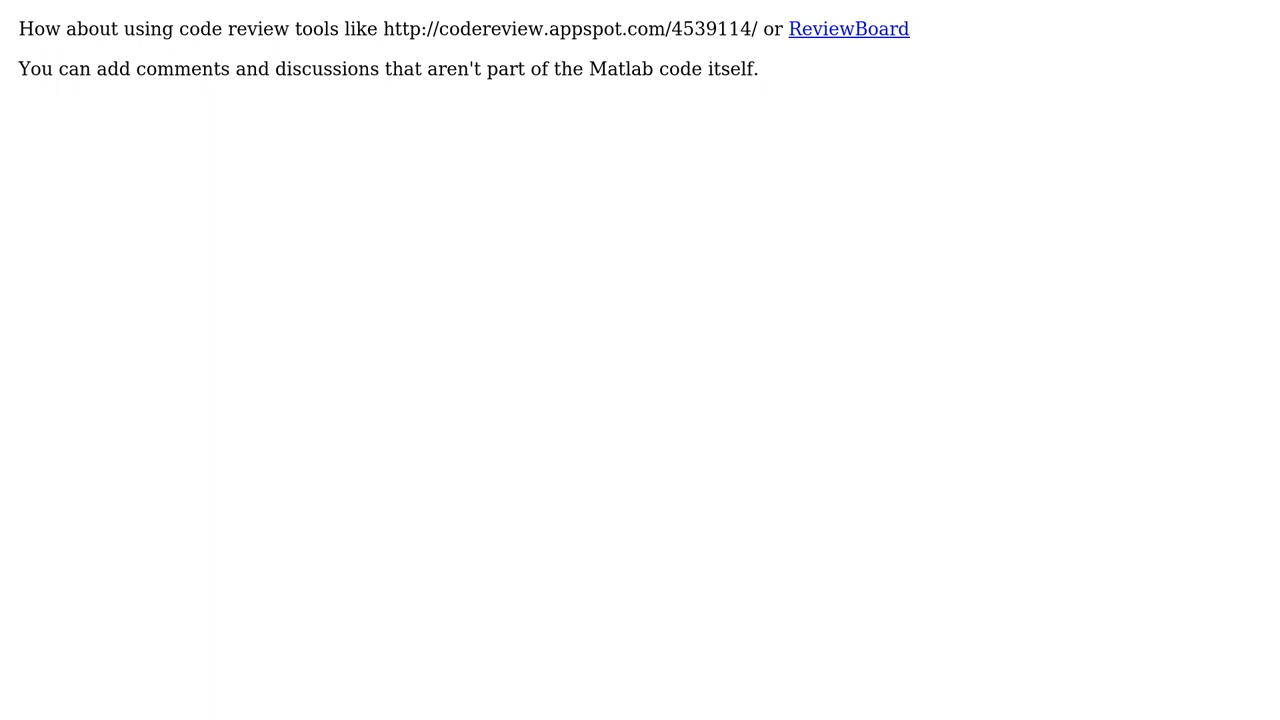 How about using code review tools like http://codereview.appspot.com/4539114/ or ReviewBoard
You can add comments and discussions that aren't part of the Matlab code itself.